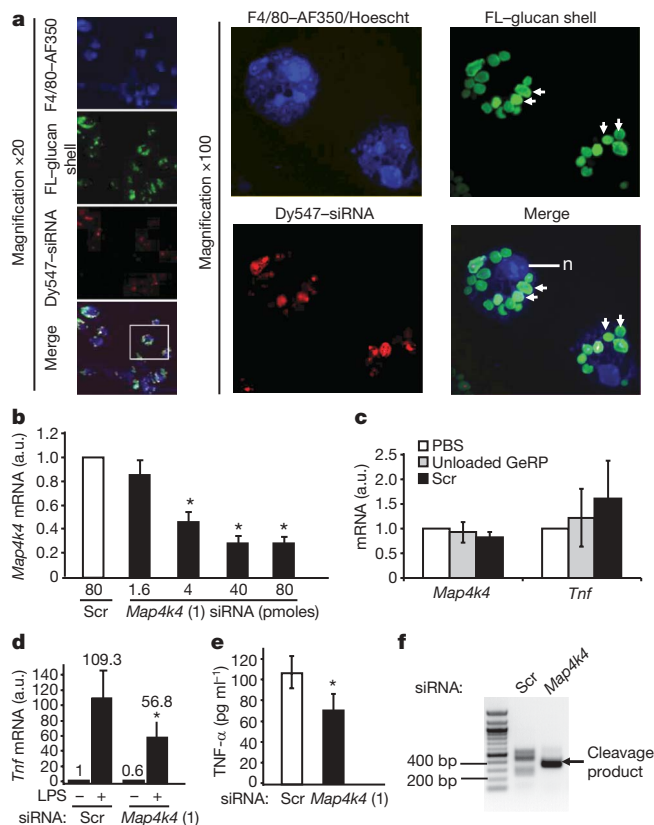 a
F4/80–AF350/Hoescht
FL–glucan shell
Magnification ×20
F4/80–AF350
FL–glucan shell
Dy547–siRNA
Merge
Magnification ×100
Dy547–siRNA
Merge
n
b
Map4k4 mRNA (a.u.)
1.2
1.0
0.8
0.6
0.4
0.2
0
*
*
*
80
1.6
4
40
80
Scr
Map4k4 (1) siRNA (pmoles)
c
mRNA (a.u.)
2.5
2.0
1.5
1.0
0.5
0
PBS
Unloaded GeRP
Scr
Map4k4
Tnf
d
Tnf mRNA (a.u.)
140
120
100
80
60
40
20
0
109.3
56.8
*
1
0.6
LPS
– + – +
siRNA:
Scr
Map4k4 (1)
e
TNF-α (pg ml⁻¹)
140
120
100
80
60
40
20
0
*
siRNA:
Scr
Map4k4 (1)
f
siRNA:
Scr
Map4k4
400 bp
200 bp
Cleavage
product